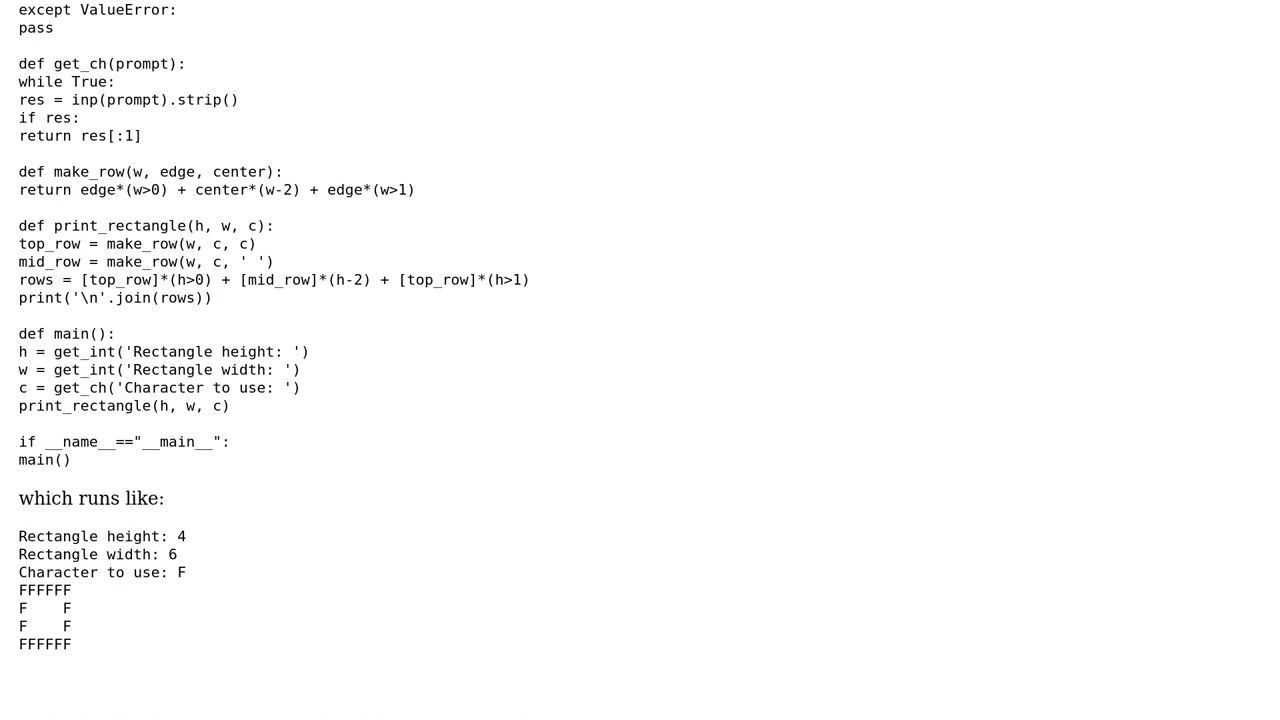 except ValueError:
pass
def get_ch(prompt):
while True:
res = inp(prompt).strip()
if res:
return res[:1]
def make_row(w, edge, center):
return edge*(w>0) + center*(w-2) + edge*(w>1)
def print_rectangle(h, w, c):
top_row = make_row(w, c, c)
mid_row = make_row(w, c, ' ')
rows = [top_row]*(h>0) + [mid_row]*(h-2) + [top_row]*(h>1)
print('\n'.join(rows))
def main():
h = get_int('Rectangle height: ')
w = get_int('Rectangle width: ')
c = get_ch('Character to use: ')
print_rectangle(h, w, c)
if __name__=="__main__":
main()
which runs like:
Rectangle height: 4
Rectangle width: 6
Character to use: F
FFFFFF
F    F
F    F
FFFFFF